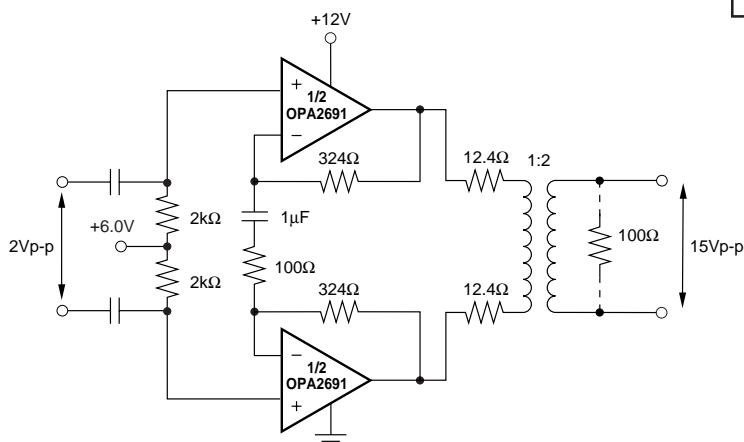 +12V
+
1/2
OPA2691
−
324Ω
12.4Ω
1:2
2Vp-p
+6.0V
2kΩ
2kΩ
1µF
100Ω
324Ω
12.4Ω
100Ω
15Vp-p
−
1/2
OPA2691
+